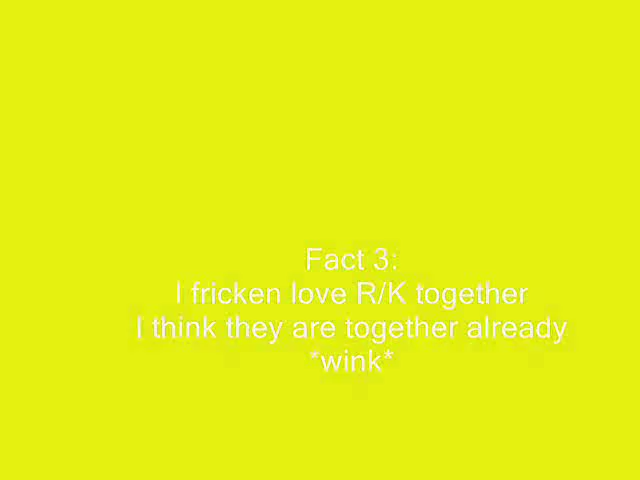 Fact 3:
I fricken love R/K together
I think they are together already
*wink*